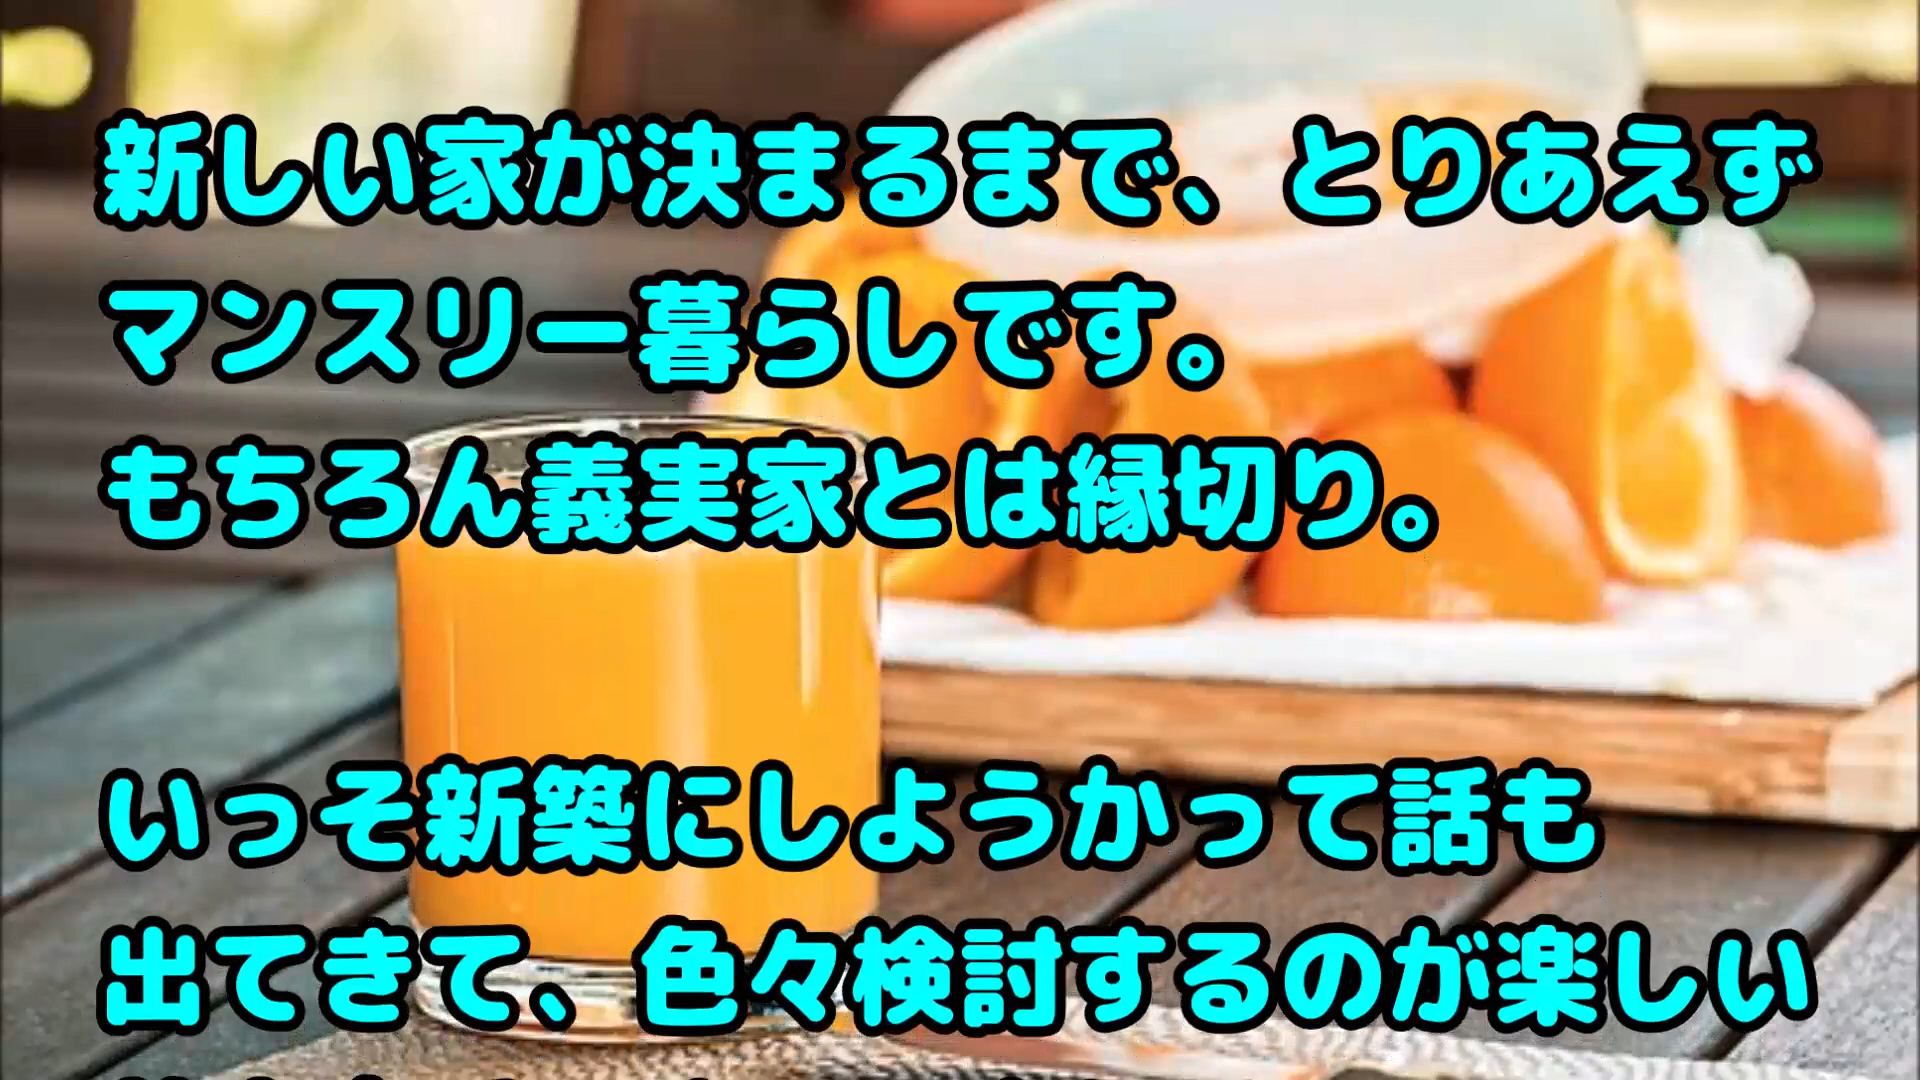 新しい家が決まるまで、とりあえず
マンスリー暮らしです。
もちろん義実家とは縁切り。
いっそ新築にしようかって話も
出てきて、色々検討するのが楽しい